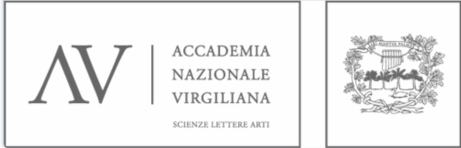 AV
ACCADEMIA
NAZIONALE
VIRGILIANA
SCIENZE LETTERE ARTI